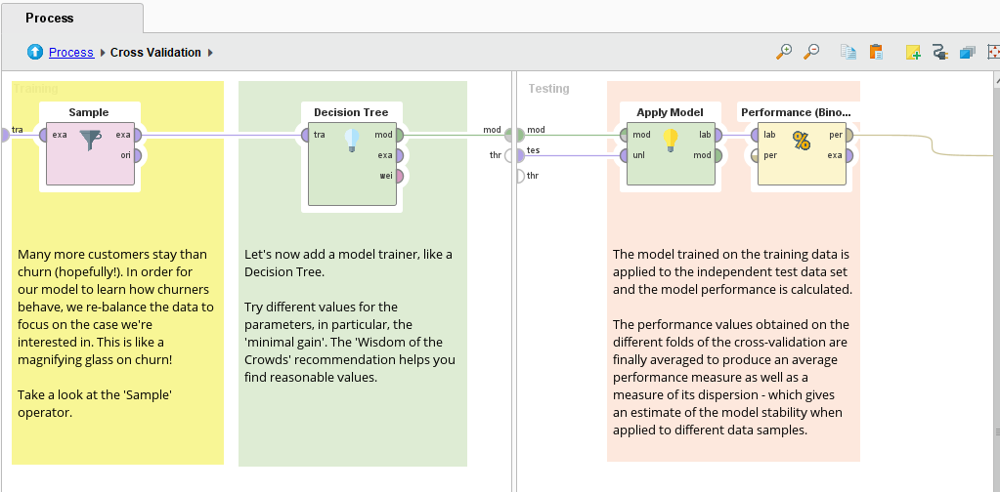 Process
Process ▸ Cross Validation ▸
Training
Testing
Sample
tra
exa
exa
ori
Decision Tree
tra
mod
exa
wei
mod
thr
mod
tes
thr
Apply Model
mod
unl
lab
mod
Performance (Bino...
lab
per
per
exa
%
Many more customers stay than
churn (hopefully!). In order for
our model to learn how churners
behave, we re-balance the data to
focus on the case we're
interested in. This is like a
magnifying glass on churn!
Take a look at the 'Sample'
operator.
Let's now add a model trainer, like a
Decision Tree.
Try different values for the
parameters, in particular, the
'minimal gain'. The 'Wisdom of the
Crowds' recommendation helps you
find reasonable values.
The model trained on the training data is
applied to the independent test data set
and the model performance is calculated.
The performance values obtained on the
different folds of the cross-validation are
finally averaged to produce an average
performance measure as well as a
measure of its dispersion - which gives
an estimate of the model stability when
applied to different data samples.